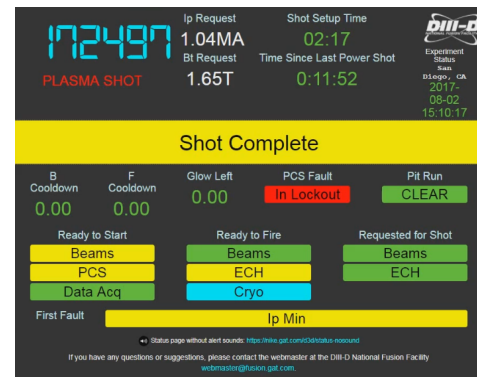 172497
PLASMA SHOT
Ip Request
1.04MA
Bt Request
1.65T
Shot Setup Time
02:17
Time Since Last Power Shot
0:11:52
DIII-D
NATIONAL FUSION FACILITY
Experiment
Status
San
Diego, CA
2017-
08-02
15:10:17
Shot Complete
B
Cooldown
0.00
F
Cooldown
0.00
Glow Left
0.00
PCS Fault
In Lockout
Pit Run
CLEAR
Ready to Start
Beams
PCS
Data Acq
Ready to Fire
Beams
ECH
Cryo
Requested for Shot
Beams
ECH
First Fault
Ip Min
Status page without alert sounds: https://nike.gat.com/d3d/status-nosound
If you have any questions or suggestions, please contact the webmaster at the DIII-D National Fusion Facility
webmaster@fusion.gat.com.